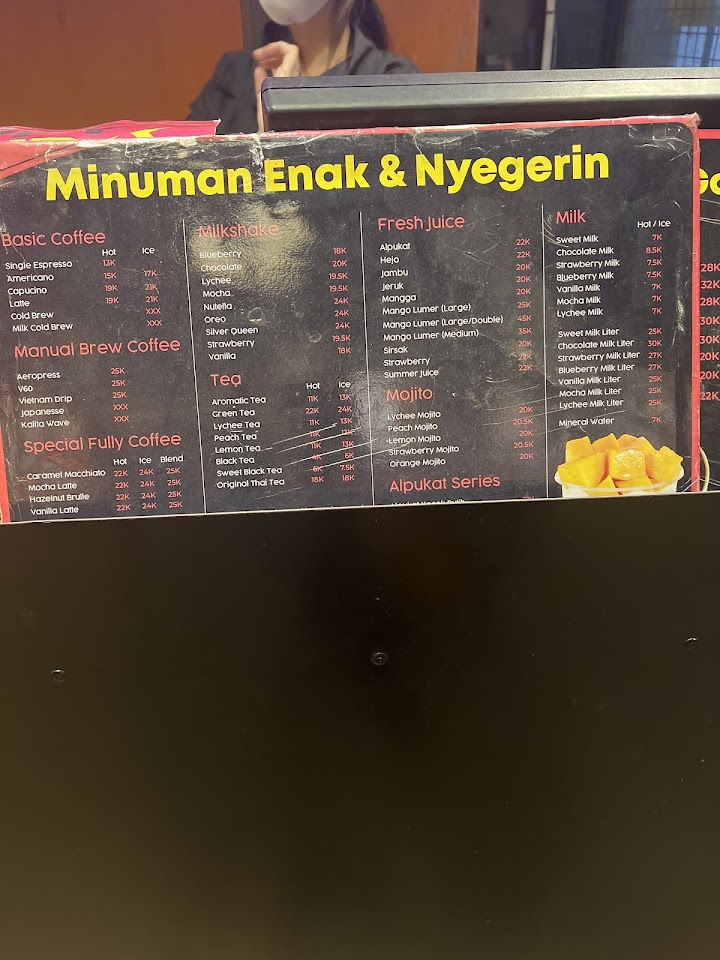 Minuman Enak & Nyegerin
Basic Coffee
Hot Ice
Single Espresso 13K
Americano 15K 17K
Capucino 19K 21K
Latte 19K 21K
Cold Brew XXX
Milk Cold Brew XXX
Manual Brew Coffee
Aeropress 25K
V60 25K
Vietnam Drip 25K
Japanesse XXX
Kalita Wave XXX
Special Fully Coffee
Hot Ice Blend
Caramel Macchiato 22K 24K 25K
Mocha Latte 22K 24K 25K
Hazelnut Brulle 22K 24K 25K
Vanilla Latte 22K 24K 25K
Milkshake
Blueberry 18K
Chocolate 20K
Lychee 19.5K
Mocha 19.5K
Nutella 24K
Oreo 24K
Silver Queen 24K
Strawberry 19.5K
Vanilla 18K
Tea
Hot Ice
Aromatic Tea 11K 13K
Green Tea 22K 24K
Lychee Tea 11K 13K
Peach Tea 11K 13K
Lemon Tea 11K 13K
Black Tea 4K 6K
Sweet Black Tea 6K 7.5K
Original Thai Tea 18K 18K
Fresh Juice
Alpukat 22K
Hejo 22K
Jambu 20K
Jeruk 20K
Mangga 20K
Mango Lumer (Large) 25K
Mango Lumer (Large/Double) 45K
Mango Lumer (Medium) 35K
Sirsak 20K
Strawberry 22K
Summer Juice 22K
Mojito
Lychee Mojito 20K
Peach Mojito 20.5K
Lemon Mojito 20K
Strawberry Mojito 20.5K
Orange Mojito 20K
Alpukat Series
Milk
Hot / Ice
Sweet Milk 7K
Chocolate Milk 8.5K
Strawberry Milk 7.5K
Blueberry Milk 7.5K
Vanilla Milk 7K
Mocha Milk 7K
Lychee Milk 7K
Sweet Milk Liter 25K
Chocolate Milk Liter 30K
Strawberry Milk Liter 27K
Blueberry Milk Liter 27K
Vanilla Milk Liter 25K
Mocha Milk Liter 25K
Lychee Milk Liter 25K
Mineral Water 7K
28K
32K
28K
30K
30K
20K
20K
22K